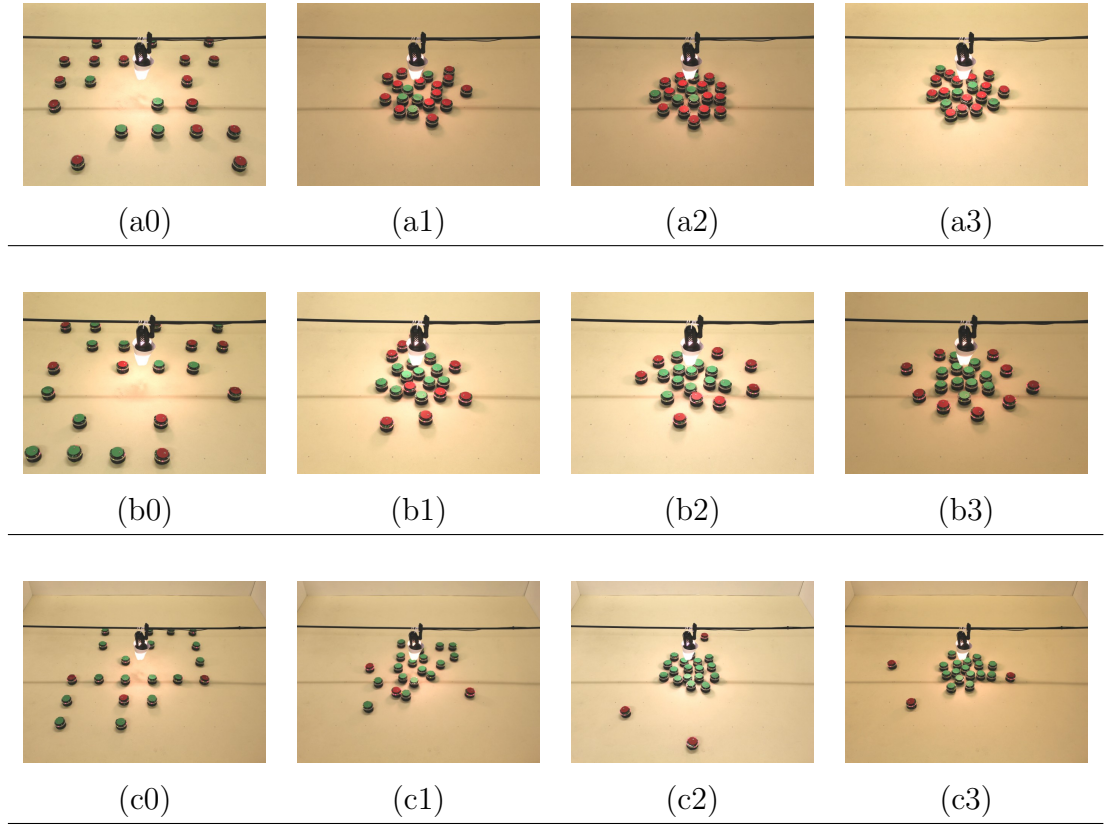 (a0) (a1) (a2) (a3)
(b0) (b1) (b2) (b3)
(c0) (c1) (c2) (c3)